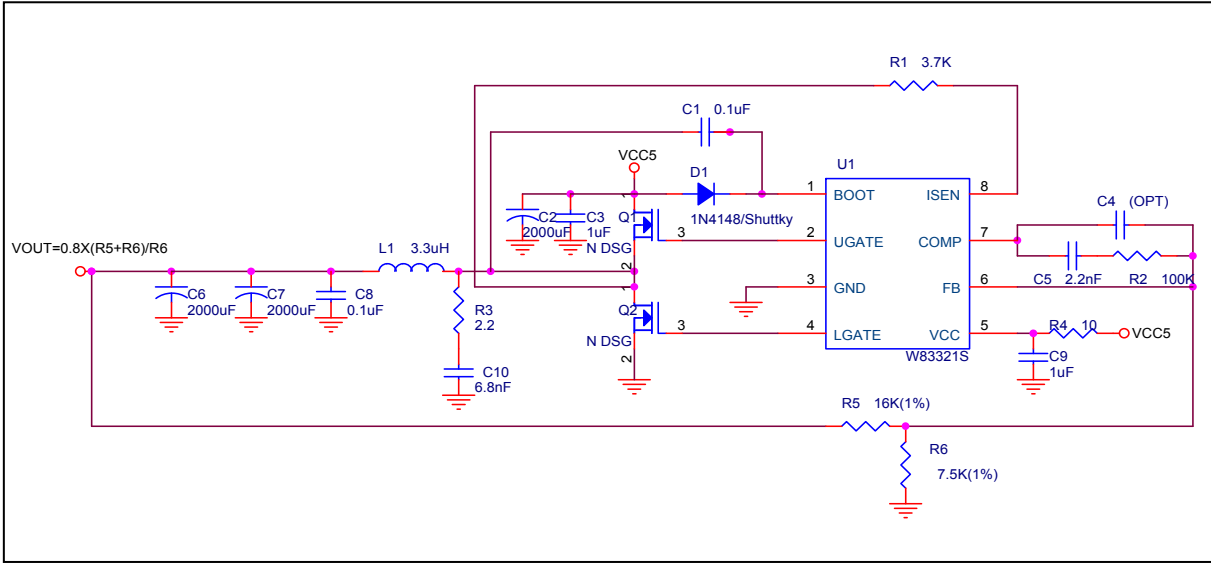 R1 3.7K
C1 0.1uF
VCC5
D1
U1
1 BOOT ISEN 8
C4 (OPT)
1
C2
2000uF
C3
1uF
Q1
1N4148/Shuttky
2 UGATE COMP 7
3
N DSG
2
VOUT=0.8X(R5+R6)/R6
L1 3.3uH
C5 2.2nF R2 100K
3 GND FB 6
C6
2000uF
C7
2000uF
C8
0.1uF
R3
2.2
1
Q2
3
4 LGATE VCC 5
R4 10
VCC5
N DSG
2
W83321S
C9
1uF
C10
6.8nF
R5 16K(1%)
R6
7.5K(1%)